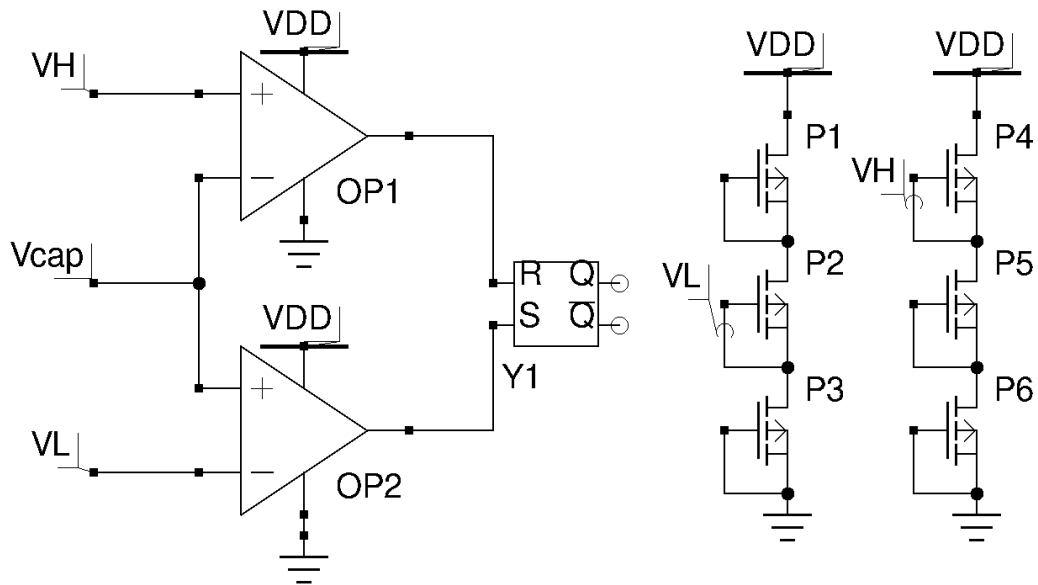 VDD
VH
+
−
OP1
Vcap
R Q
S Q̅
Y1
VDD
+
VL
−
OP2
VDD
P1
P2
VL
P3
VDD
P4
VH
P5
P6